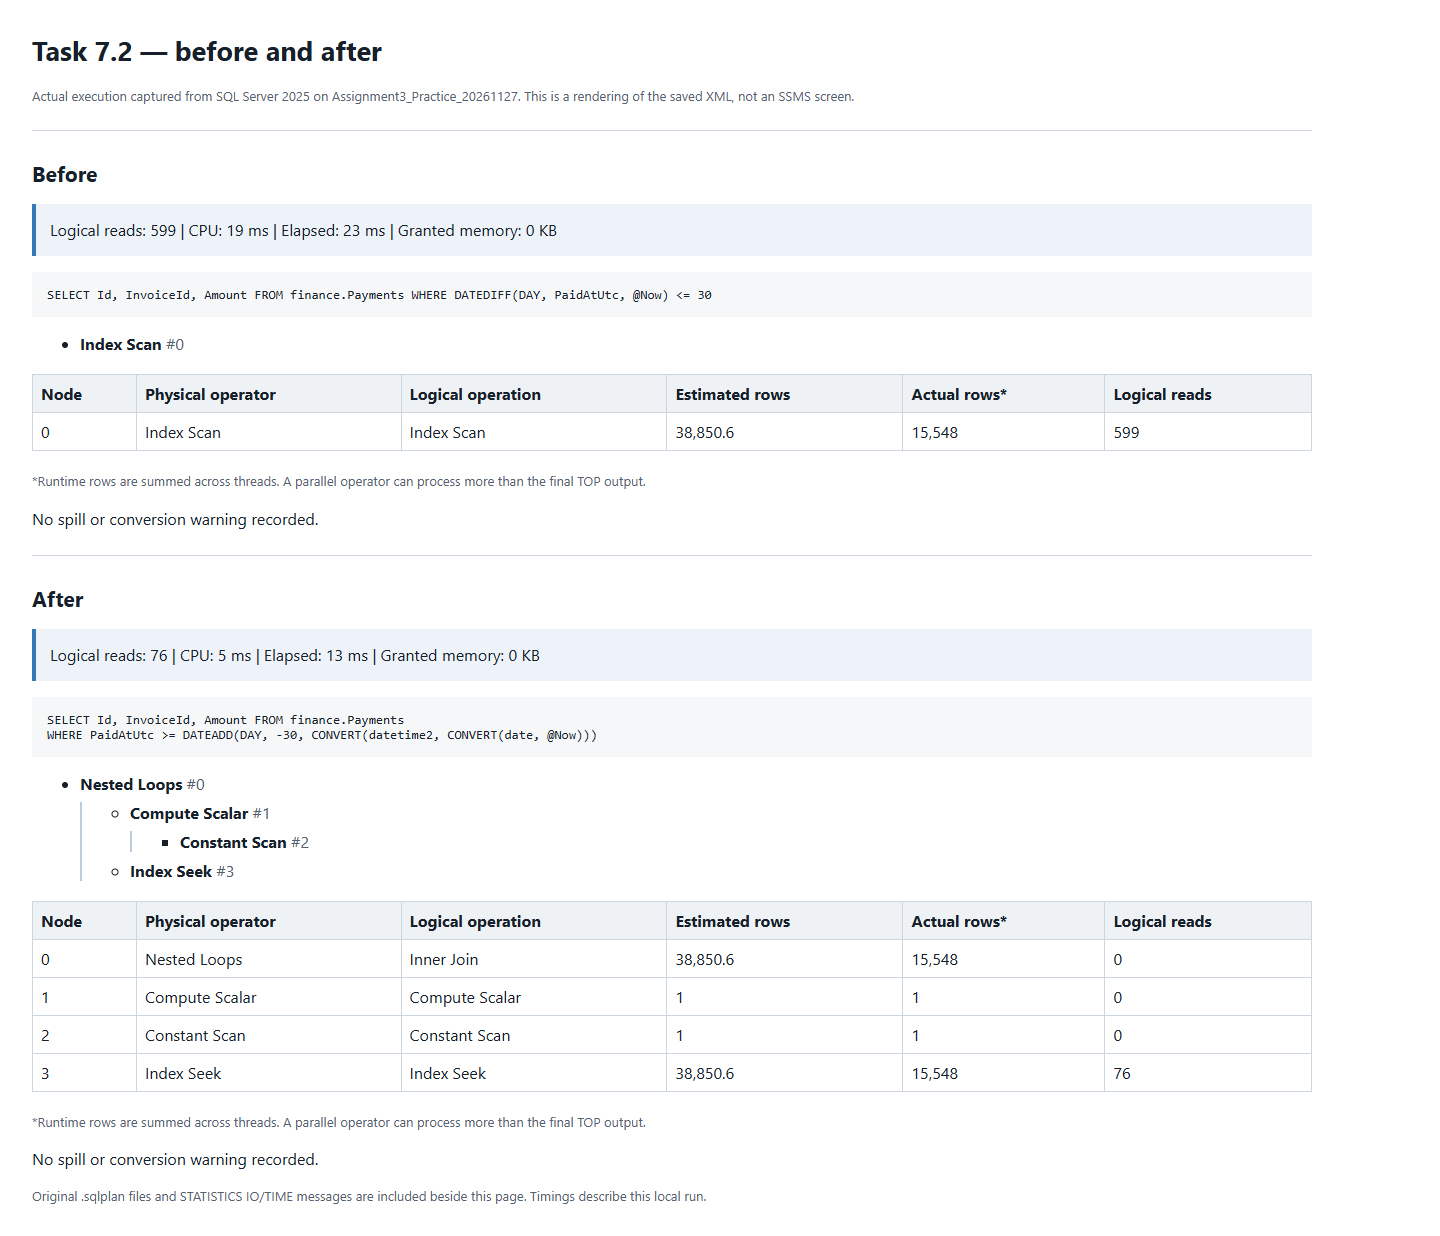 Task 7.2 — before and after
Actual execution captured from SQL Server 2025 on Assignment3_Practice_20261127. This is a rendering of the saved XML, not an SSMS screen.
Before
Logical reads: 599 | CPU: 19 ms | Elapsed: 23 ms | Granted memory: 0 KB
SELECT Id, InvoiceId, Amount FROM finance.Payments WHERE DATEDIFF(DAY, PaidAtUtc, @Now) <= 30
• Index Scan #0
Node Physical operator Logical operation Estimated rows Actual rows* Logical reads
0 Index Scan Index Scan 38,850.6 15,548 599
*Runtime rows are summed across threads. A parallel operator can process more than the final TOP output.
No spill or conversion warning recorded.
After
Logical reads: 76 | CPU: 5 ms | Elapsed: 13 ms | Granted memory: 0 KB
SELECT Id, InvoiceId, Amount FROM finance.Payments
WHERE PaidAtUtc >= DATEADD(DAY, -30, CONVERT(datetime2, CONVERT(date, @Now)))
• Nested Loops #0
◦ Compute Scalar #1
▪ Constant Scan #2
◦ Index Seek #3
Node Physical operator Logical operation Estimated rows Actual rows* Logical reads
0 Nested Loops Inner Join 38,850.6 15,548 0
1 Compute Scalar Compute Scalar 1 1 0
2 Constant Scan Constant Scan 1 1 0
3 Index Seek Index Seek 38,850.6 15,548 76
*Runtime rows are summed across threads. A parallel operator can process more than the final TOP output.
No spill or conversion warning recorded.
Original .sqlplan files and STATISTICS IO/TIME messages are included beside this page. Timings describe this local run.